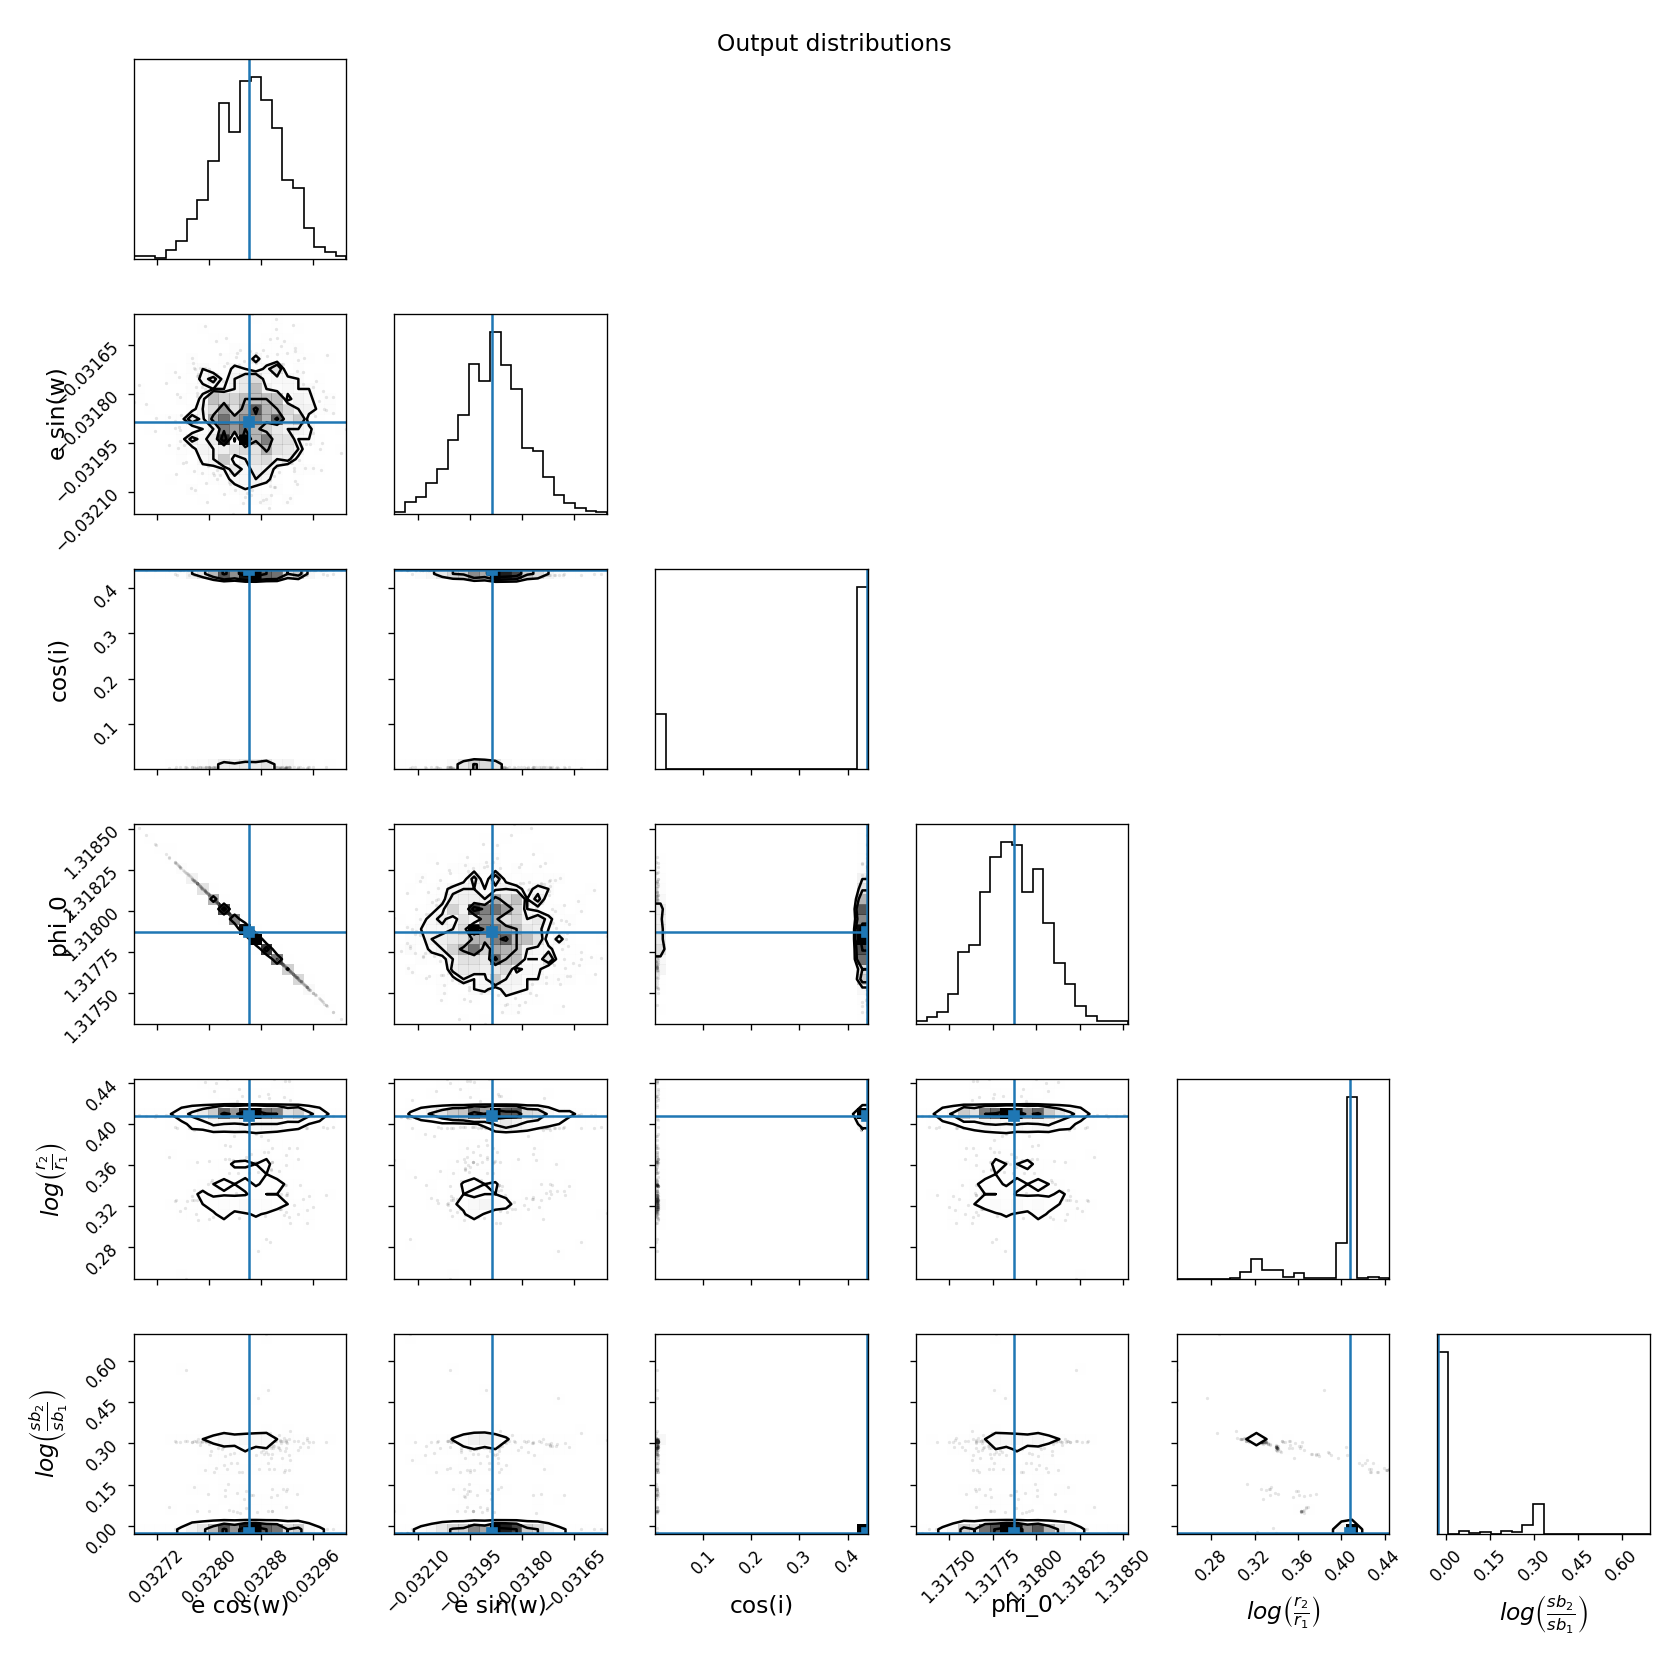 Output distributions
e sin(w)
−0.03165
−0.03180
−0.03195
−0.03210
cos(i)
0.4
0.3
0.2
0.1
phi_0
1.31850
1.31825
1.31800
1.31775
1.31750
log(r₂/r₁)
0.44
0.40
0.36
0.32
0.28
log(sb₂/sb₁)
0.60
0.45
0.30
0.15
0.00
0.03272 0.03280 0.03288 0.03296
e cos(w)
−0.03210 −0.03195 −0.03180 −0.03165
e sin(w)
0.1 0.2 0.3 0.4
cos(i)
1.31750 1.31775 1.31800 1.31825 1.31850
phi_0
0.28 0.32 0.36 0.40 0.44
log(r₂/r₁)
0.00 0.15 0.30 0.45 0.60
log(sb₂/sb₁)